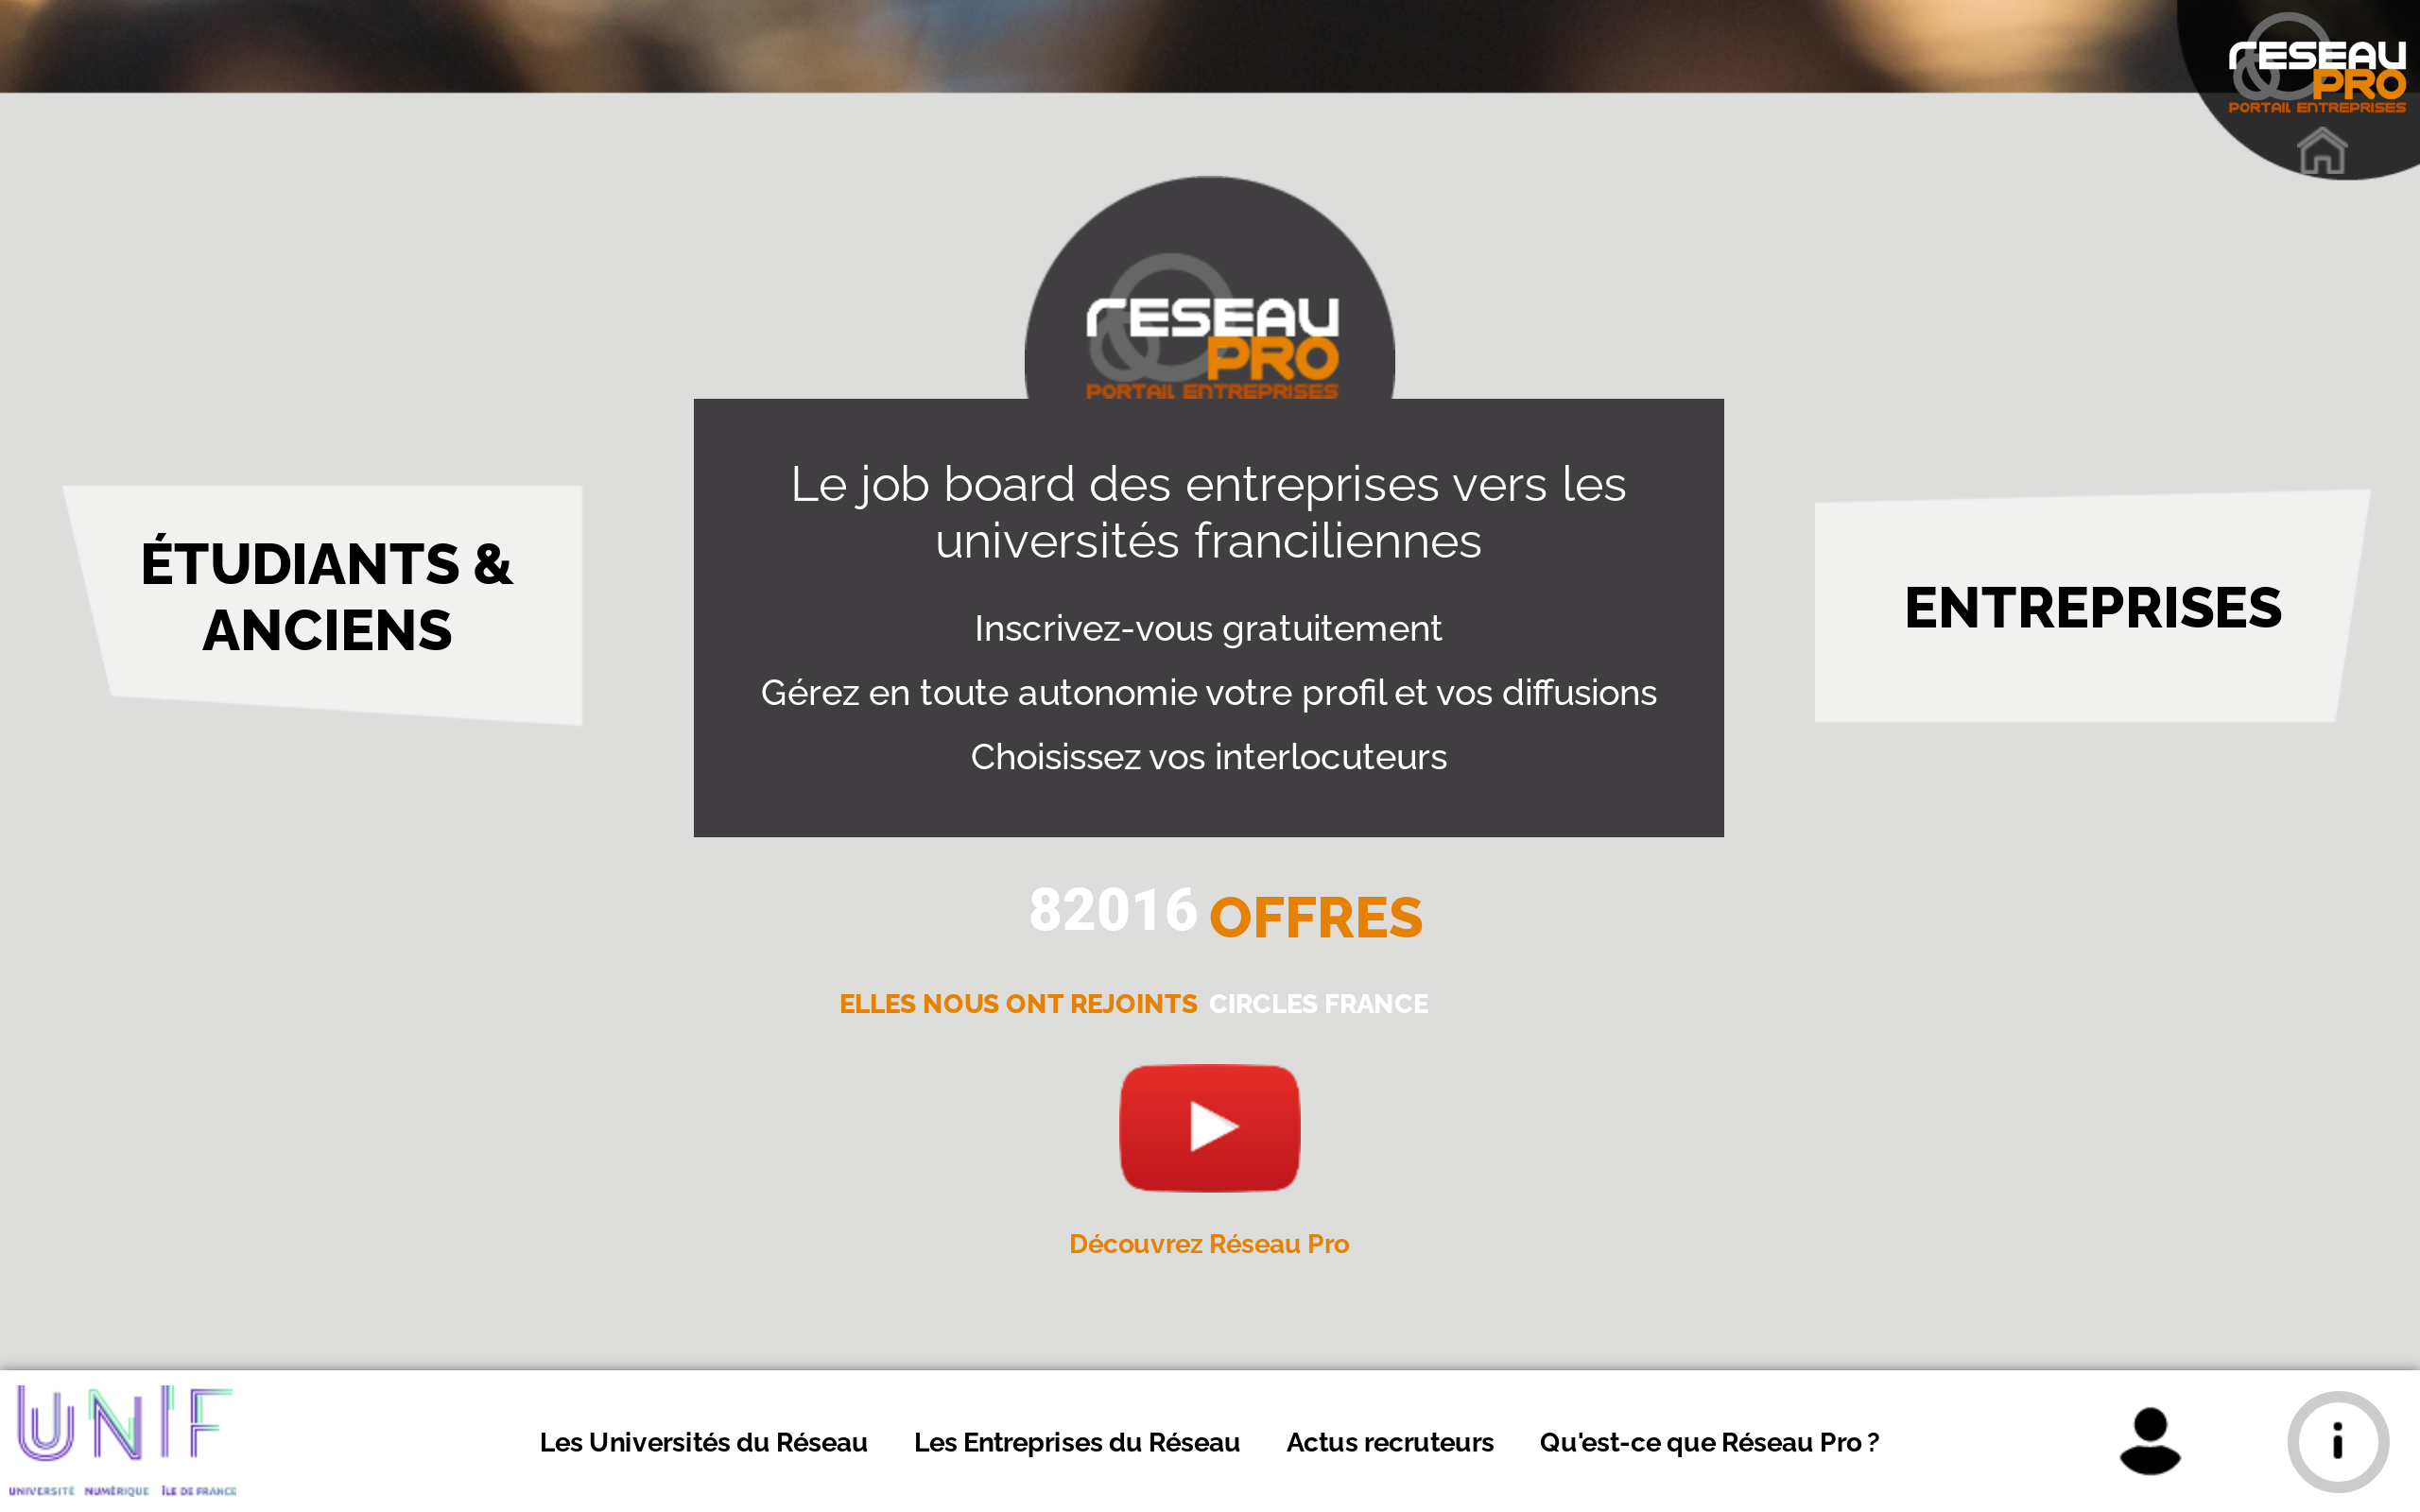 RESEAU
PRO
PORTAIL ENTREPRISES
RESEAU
PRO
PORTAIL ENTREPRISES
ÉTUDIANTS &
ANCIENS
Le job board des entreprises vers les
universités franciliennes
Inscrivez-vous gratuitement
Gérez en toute autonomie votre profil et vos diffusions
Choisissez vos interlocuteurs
ENTREPRISES
82016 OFFRES
ELLES NOUS ONT REJOINTS CIRCLES FRANCE
Découvrez Réseau Pro
UNIF
UNIVERSITÉ NUMÉRIQUE ÎLE DE FRANCE
Les Universités du Réseau Les Entreprises du Réseau Actus recruteurs Qu'est-ce que Réseau Pro ?